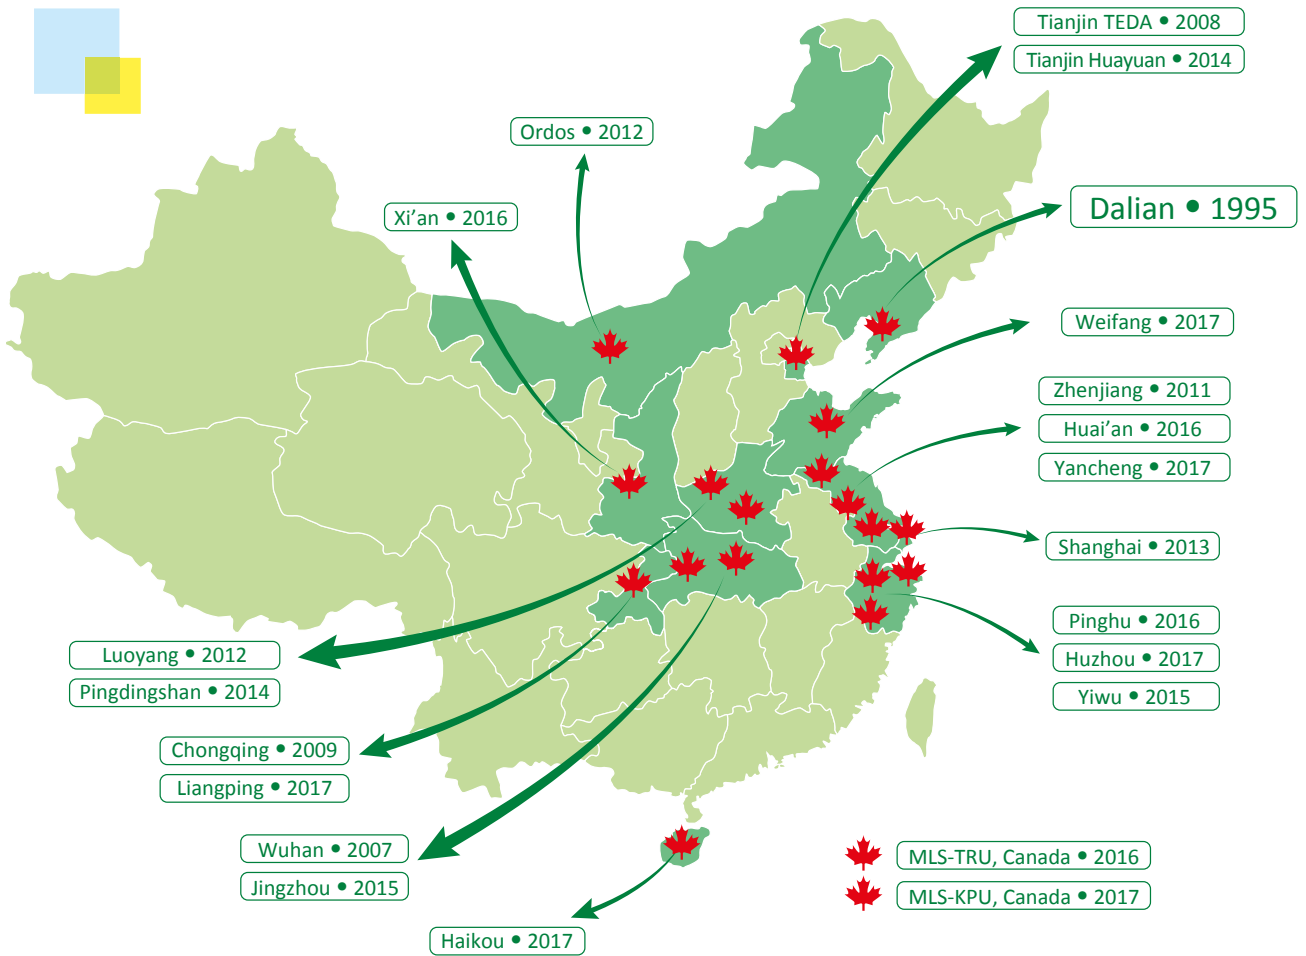 Tianjin TEDA • 2008
Tianjin Huayuan • 2014
Ordos • 2012
Xi’an • 2016
Dalian • 1995
Weifang • 2017
Zhenjiang • 2011
Huai’an • 2016
Yancheng • 2017
Shanghai • 2013
Pinghu • 2016
Huzhou • 2017
Yiwu • 2015
Luoyang • 2012
Pingdingshan • 2014
Chongqing • 2009
Liangping • 2017
Wuhan • 2007
Jingzhou • 2015
Haikou • 2017
MLS-TRU, Canada • 2016
MLS-KPU, Canada • 2017